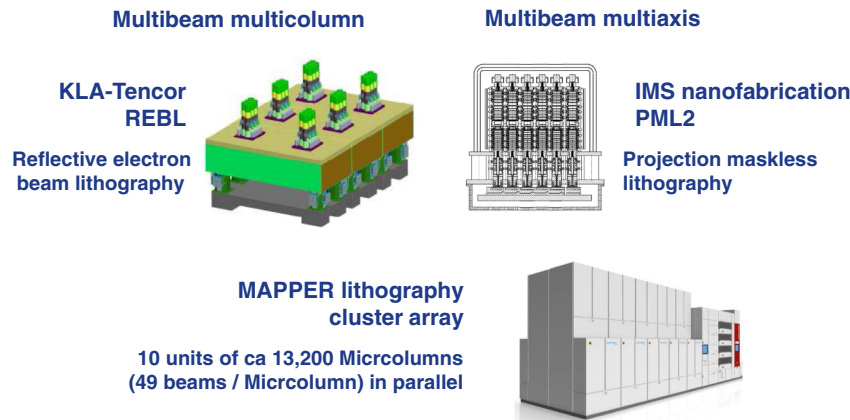 Multibeam multicolumn
Multibeam multiaxis
KLA-Tencor
REBL
Reflective electron
beam lithography
IMS nanofabrication
PML2
Projection maskless
lithography
MAPPER lithography
cluster array
10 units of ca 13,200 Micrcolumns
(49 beams / Micrcolumn) in parallel